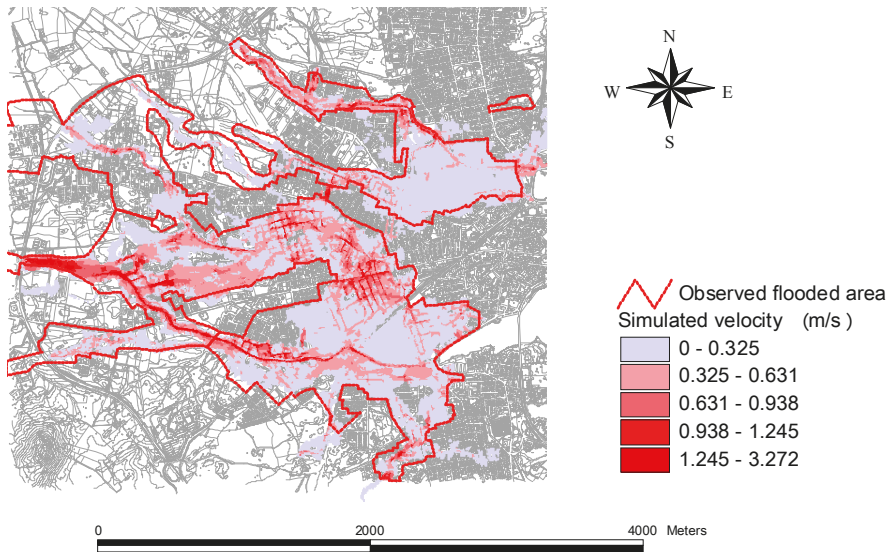 N
W E
S
Observed flooded area
Simulated velocity (m/s )
0 - 0.325
0.325 - 0.631
0.631 - 0.938
0.938 - 1.245
1.245 - 3.272
0 2000 4000 Meters